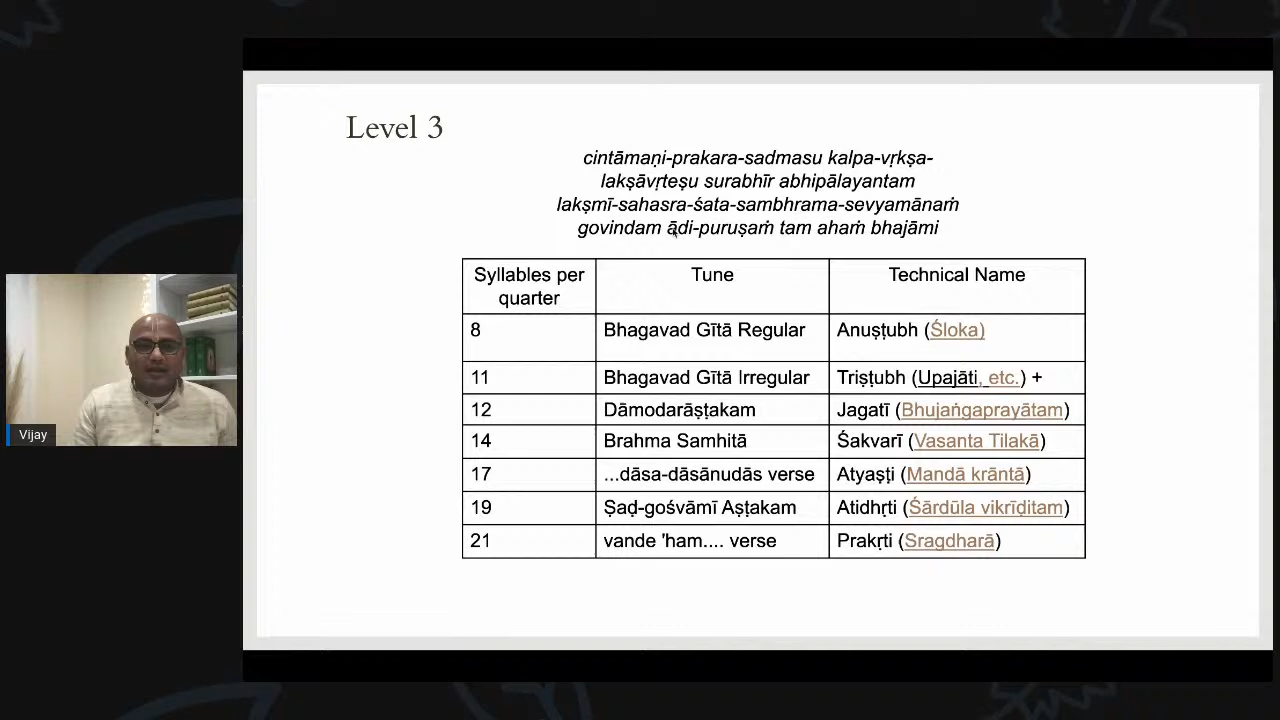 Level 3
cintāmaṇi-prakara-sadmasu kalpa-vṛkṣa-
lakṣāvṛteṣu surabhīr abhipālayantam
lakṣmī-sahasra-śata-sambhrama-sevyamānaṁ
govindam ādi-puruṣaṁ tam ahaṁ bhajāmi
Syllables per quarter Tune Technical Name
8 Bhagavad Gītā Regular Anuṣṭubh (Śloka)
11 Bhagavad Gītā Irregular Triṣṭubh (Upajāti, etc.) +
12 Dāmodarāṣṭakam Jagatī (Bhujaṅgaprayātam)
14 Brahma Samhitā Śakvarī (Vasanta Tilakā)
17 ...dāsa-dāsānudās verse Atyaṣṭi (Mandā krāntā)
19 Ṣaḍ-gośvāmī Aṣṭakam Atidhṛti (Śārdūla vikrīḍitam)
21 vande 'ham.... verse Prakṛti (Sragdharā)
Vijay